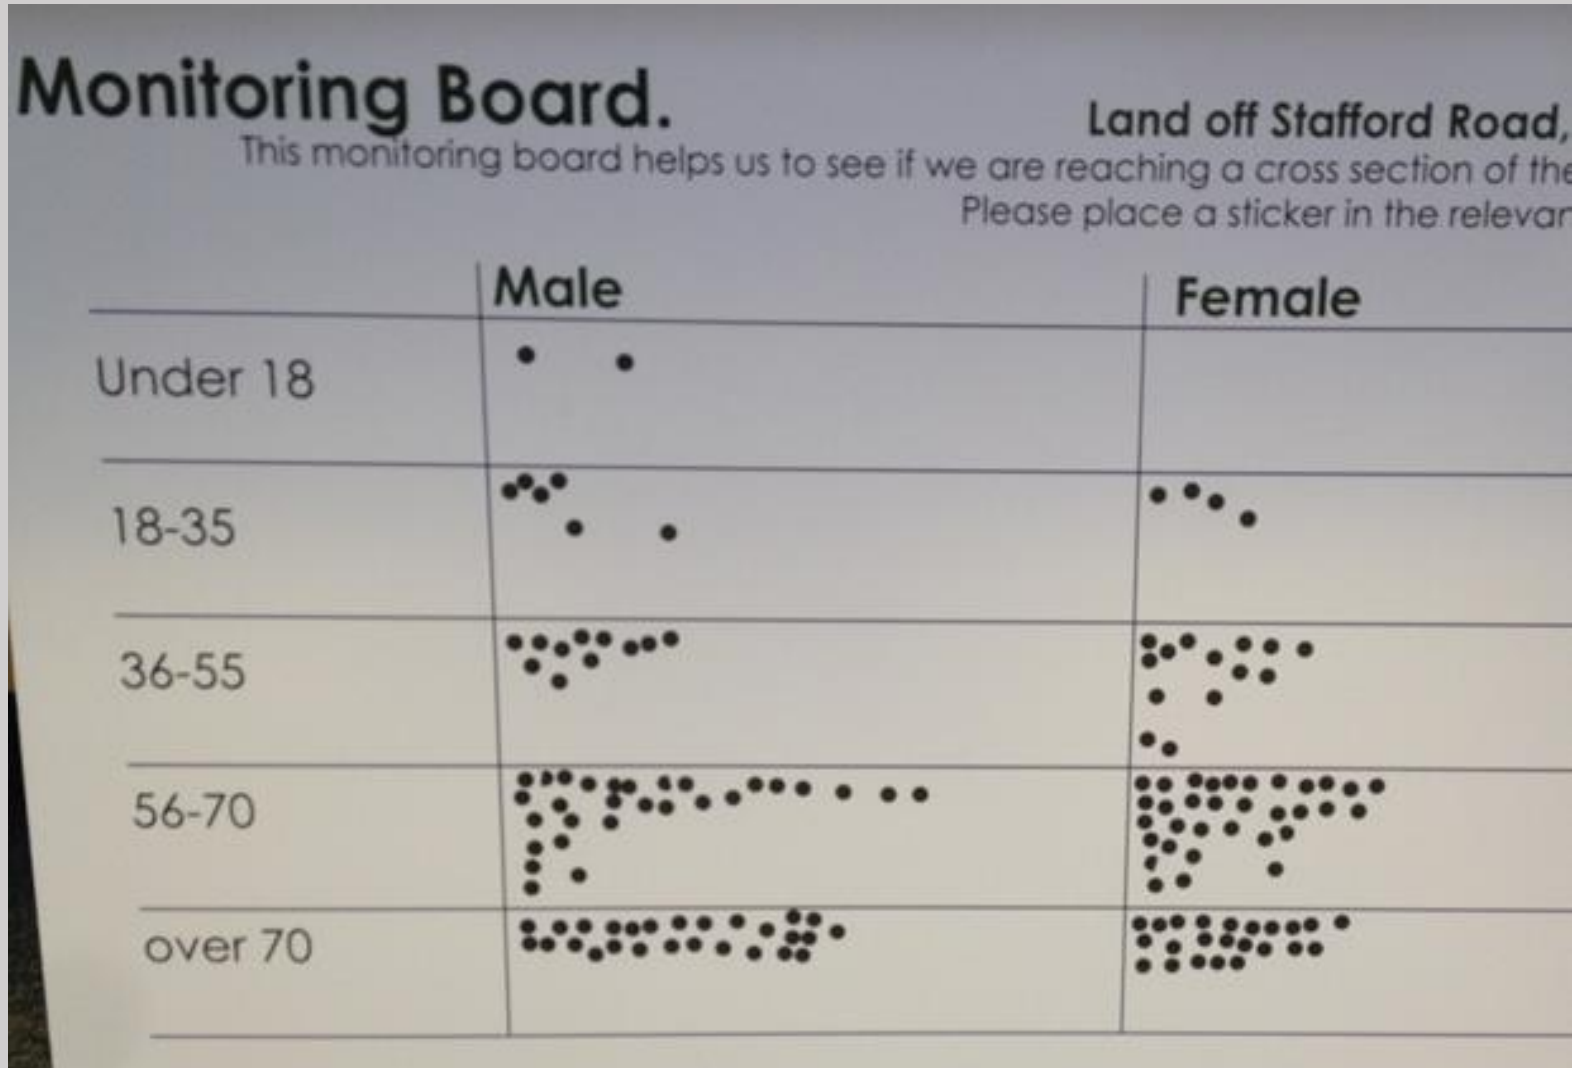 Monitoring Board.
Land off Stafford Road,
This monitoring board helps us to see if we are reaching a cross section of the
Please place a sticker in the
Male
Female
Under 18
18-35
36-55
56-70
over 70